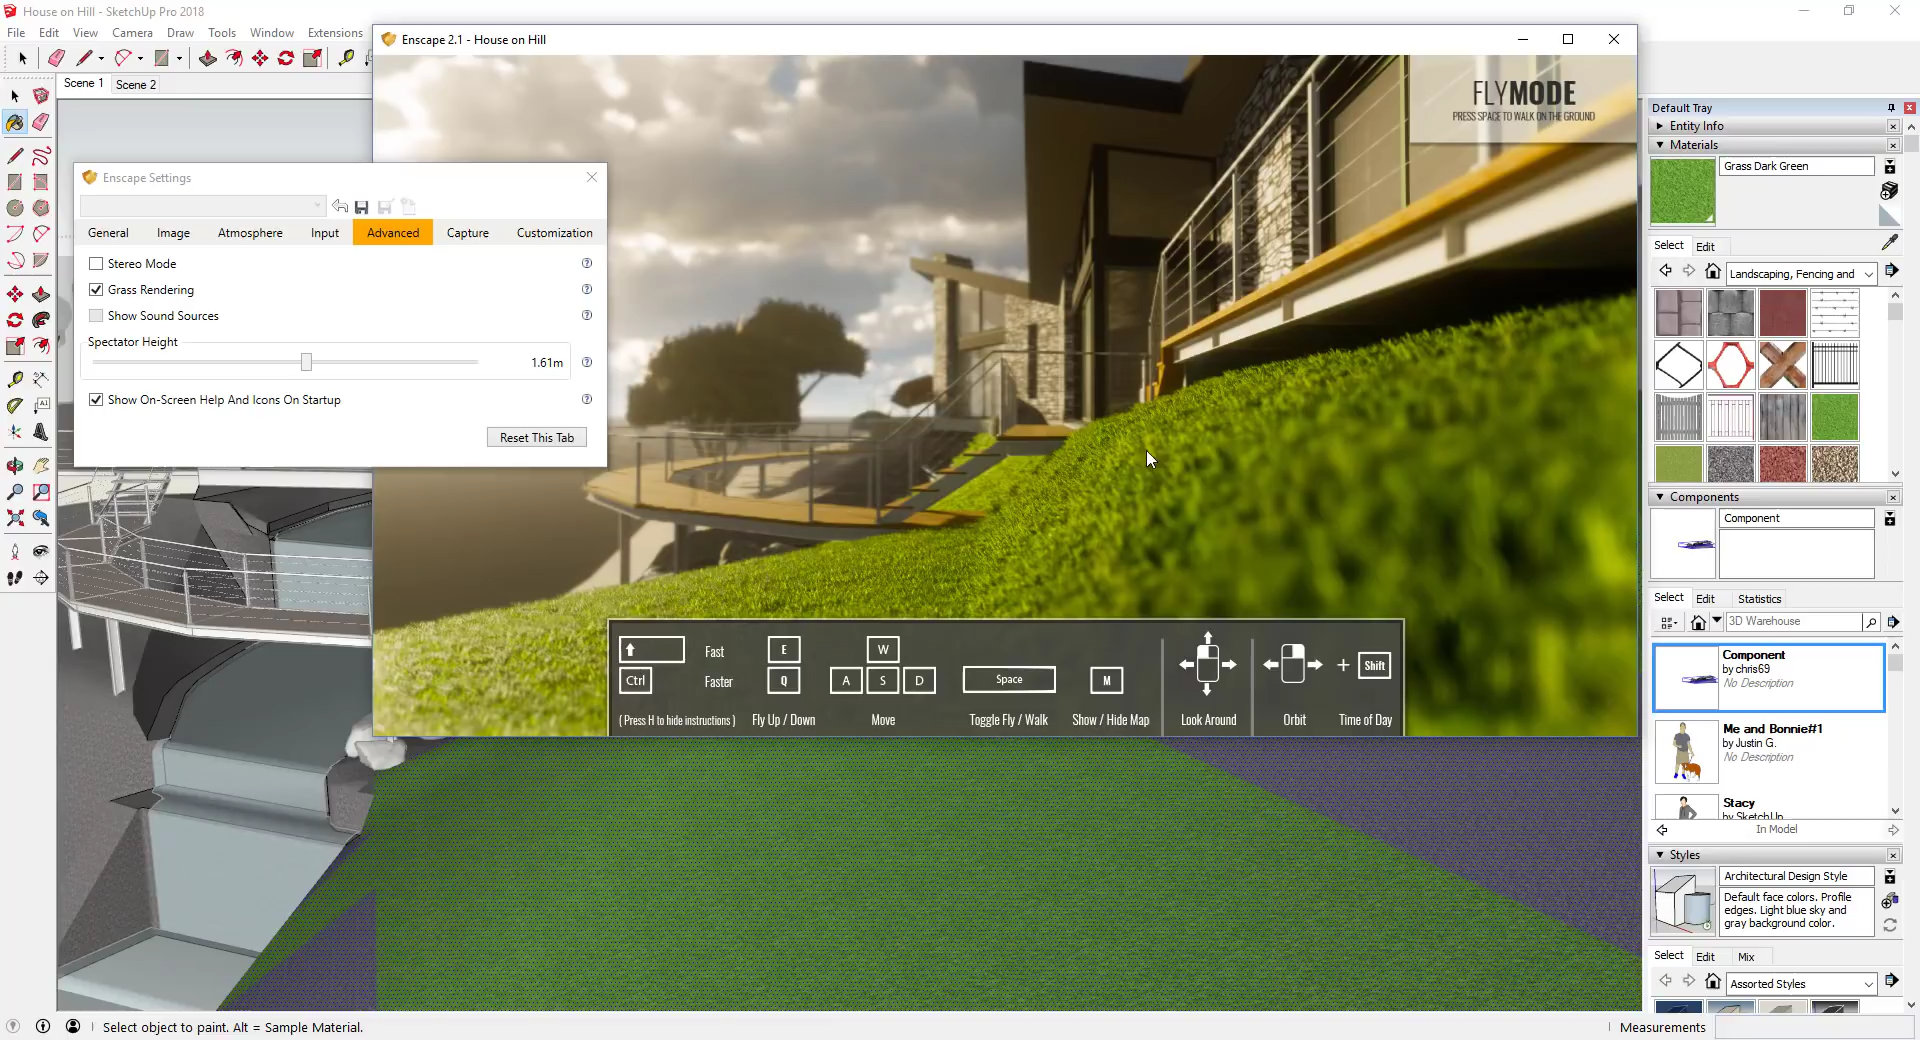 House on Hill - SketchUp Pro 2018
File Edit View Camera Draw Tools Window Extensions
Scene 1 Scene 2
Enscape 2.1 - House on Hill
FLYMODE
PRESS SPACE TO WALK ON THE GROUND
Enscape Settings
General Image Atmosphere Input Advanced Capture Customization
Stereo Mode
Grass Rendering
Show Sound Sources
Spectator Height
1.61m
Show On-Screen Help And Icons On Startup
Reset This Tab
Fast E W
Ctrl Faster Q A S D Space M + Shift
( Press H to hide instructions ) Fly Up / Down Move Toggle Fly / Walk Show / Hide Map Look Around Orbit Time of Day
Default Tray
Entity Info
Materials
Grass Dark Green
Select Edit
Landscaping, Fencing and
Components
Component
Select Edit Statistics
3D Warehouse
Component
by chris69
No Description
Me and Bonnie#1
by Justin G.
No Description
Stacy
by SketchUp
In Model
Styles
Architectural Design Style
Default face colors. Profile
edges. Light blue sky and
gray background color.
Select Edit Mix
Assorted Styles
Select object to paint. Alt = Sample Material.
Measurements